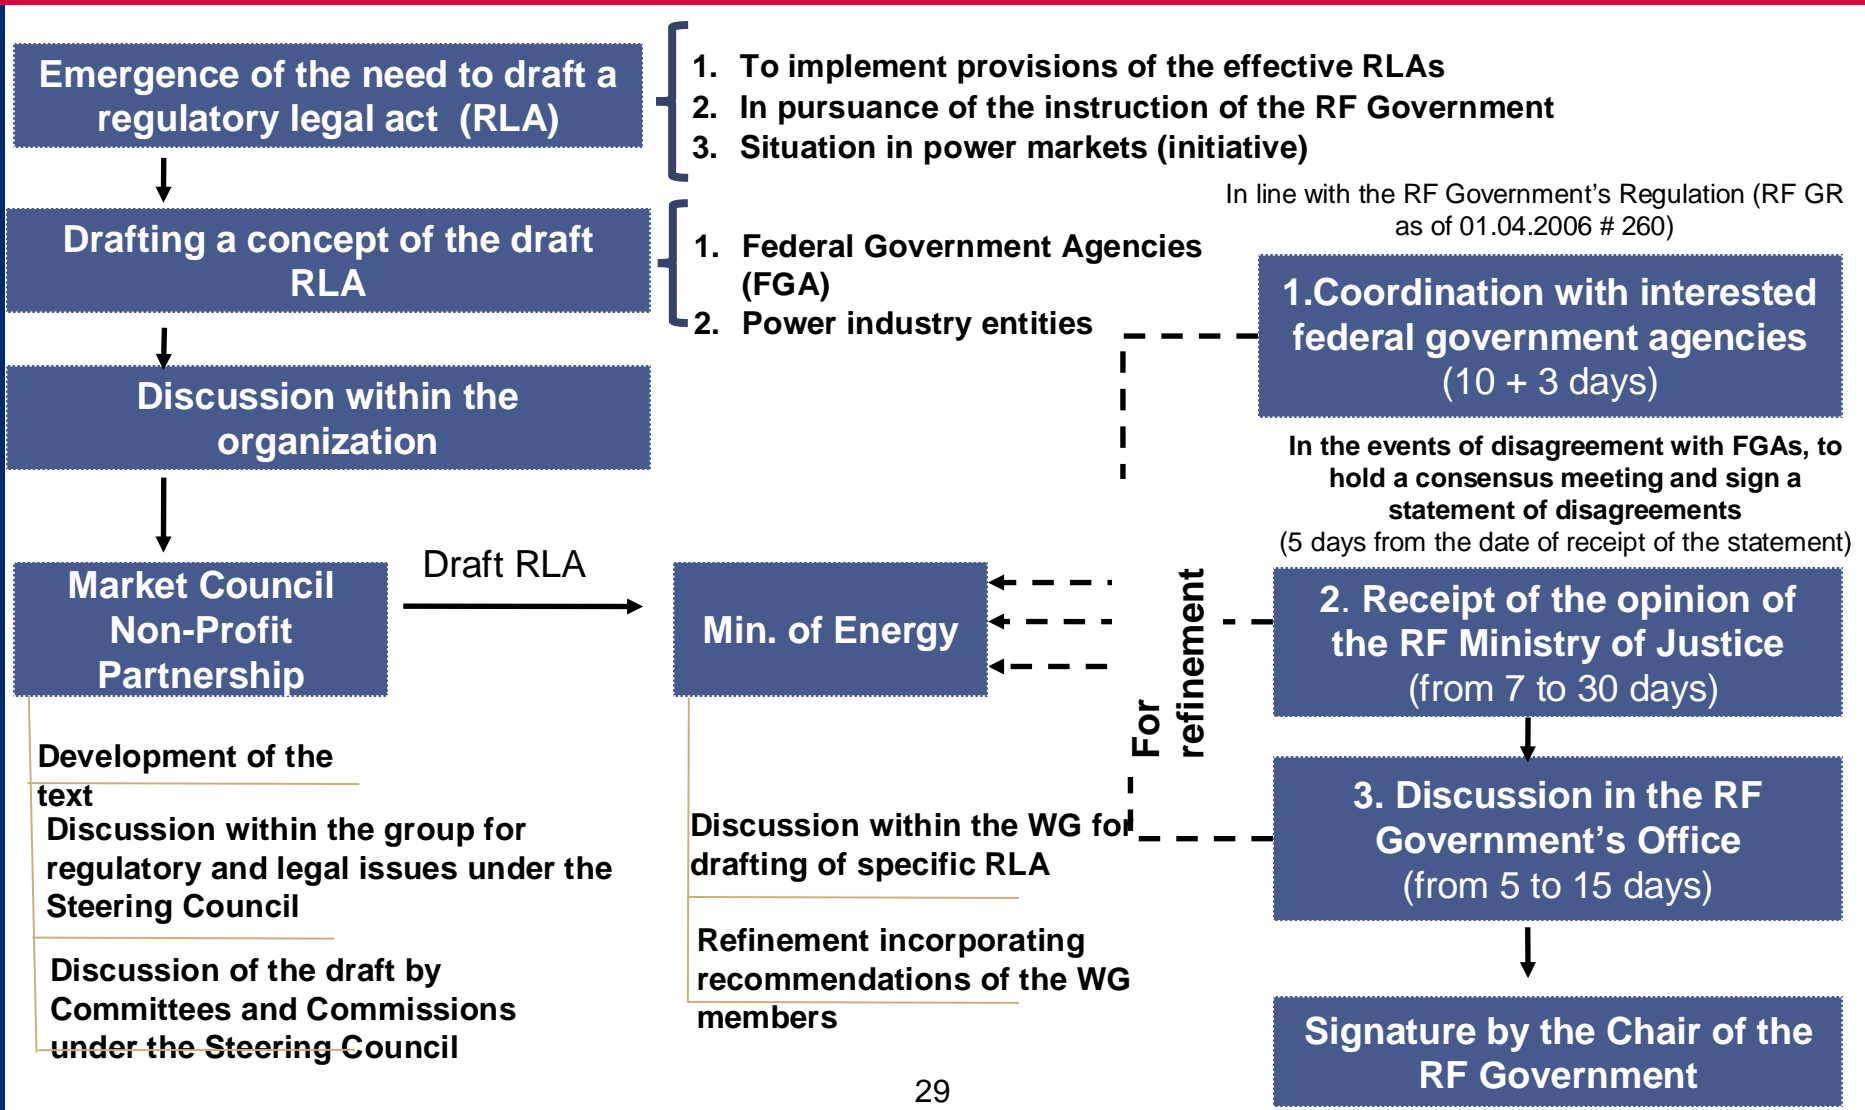 Emergence of the need to draft a
regulatory legal act (RLA)
1. To implement provisions of the effective RLAs
2. In pursuance of the instruction of the RF Government
3. Situation in power markets (initiative)
Drafting a concept of the draft
RLA
1. Federal Government Agencies
(FGA)
2. Power industry entities
Discussion within the
organization
Market Council
Non-Profit
Partnership
Draft RLA
Min. of Energy
Development of the
text
Discussion within the group for
regulatory and legal issues under the
Steering Council
Discussion of the draft by
Committees and Commissions
under the Steering Council
Discussion within the WG for
drafting of specific RLA
Refinement incorporating
recommendations of the WG
members
For
refinement
In line with the RF Government's Regulation (RF GR
as of 01.04.2006 # 260)
1.Coordination with interested
federal government agencies
(10 + 3 days)
In the events of disagreement with FGAs, to
hold a consensus meeting and sign a
statement of disagreements
(5 days from the date of receipt of the statement)
2. Receipt of the opinion of
the RF Ministry of Justice
(from 7 to 30 days)
3. Discussion in the RF
Government's Office
(from 5 to 15 days)
Signature by the Chair of the
RF Government
29